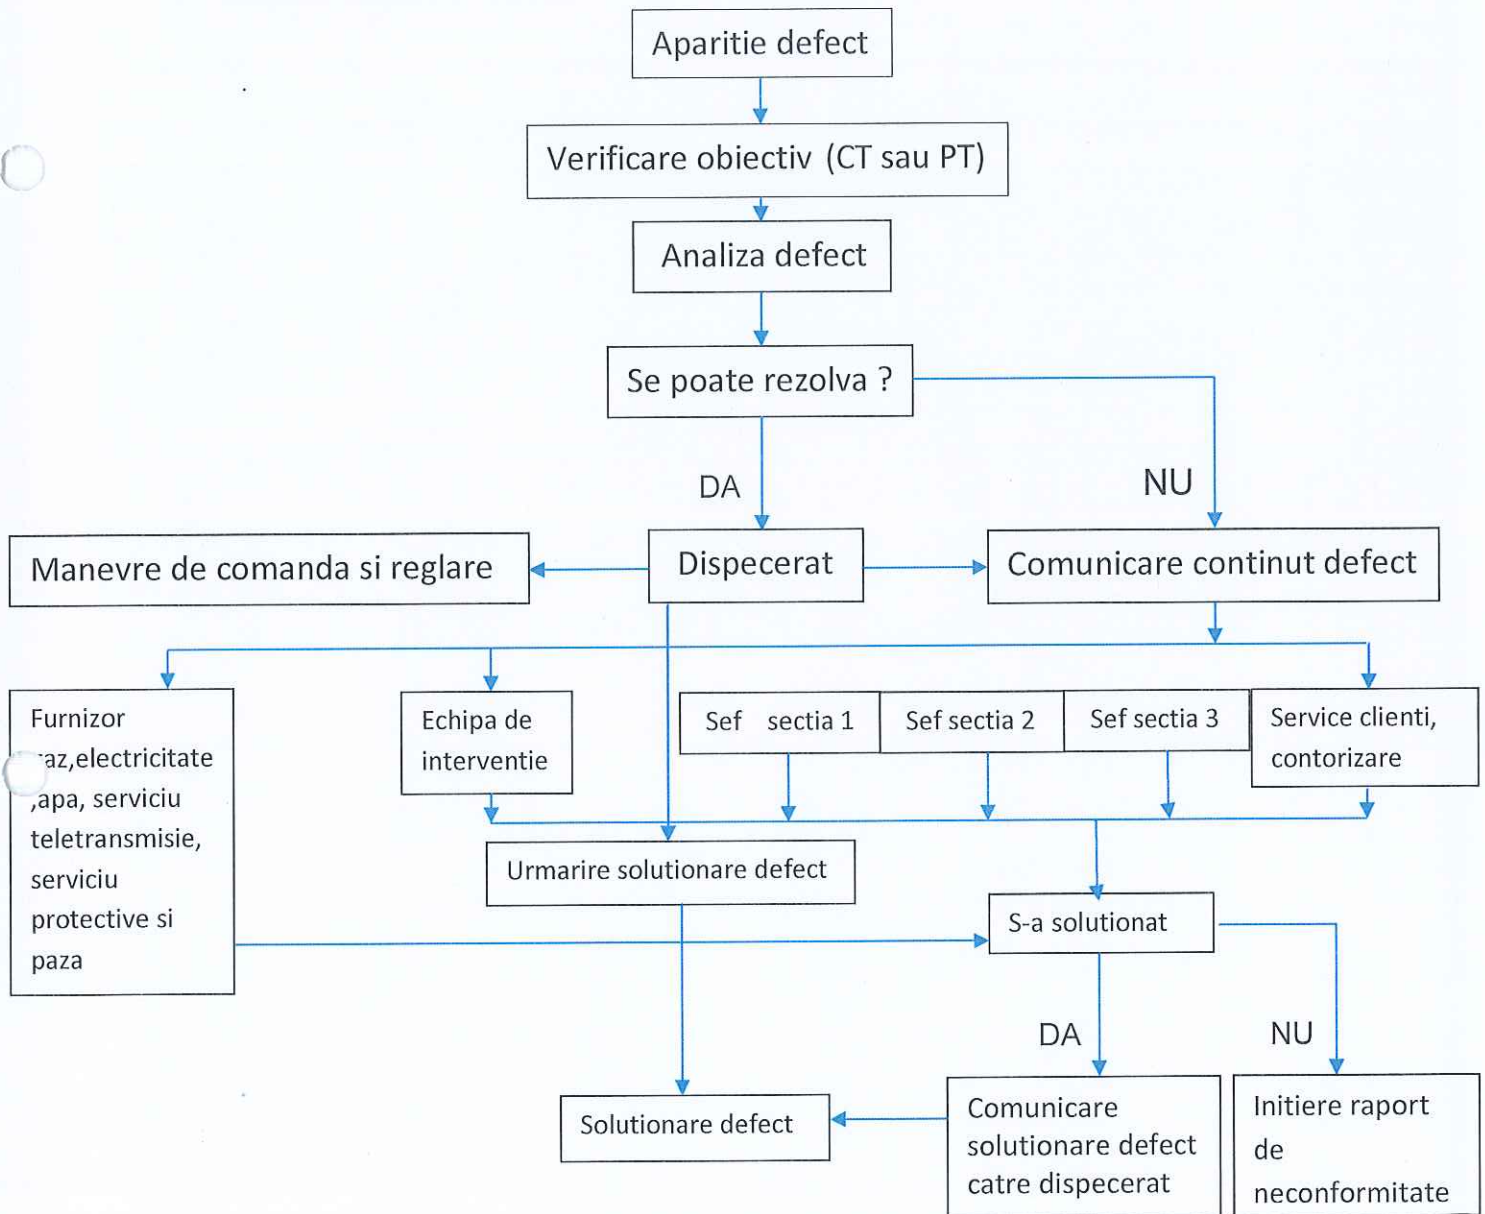 Aparitie defect
Verificare obiectiv (CT sau PT)
Analiza defect
Se poate rezolva ?
DA
NU
Manevre de comanda si reglare
Dispecerat
Comunicare continut defect
Furnizor
az,electricitate
,apa, serviciu
teletransmisie,
serviciu
protective si
paza
Echipa de
interventie
Sef sectia 1
Sef sectia 2
Sef sectia 3
Service clienti,
contorizare
Urmarire solutionare defect
S-a solutionat
DA
NU
Solutionare defect
Comunicare
solutionare defect
catre dispecerat
Initiere raport
de
neconformitate